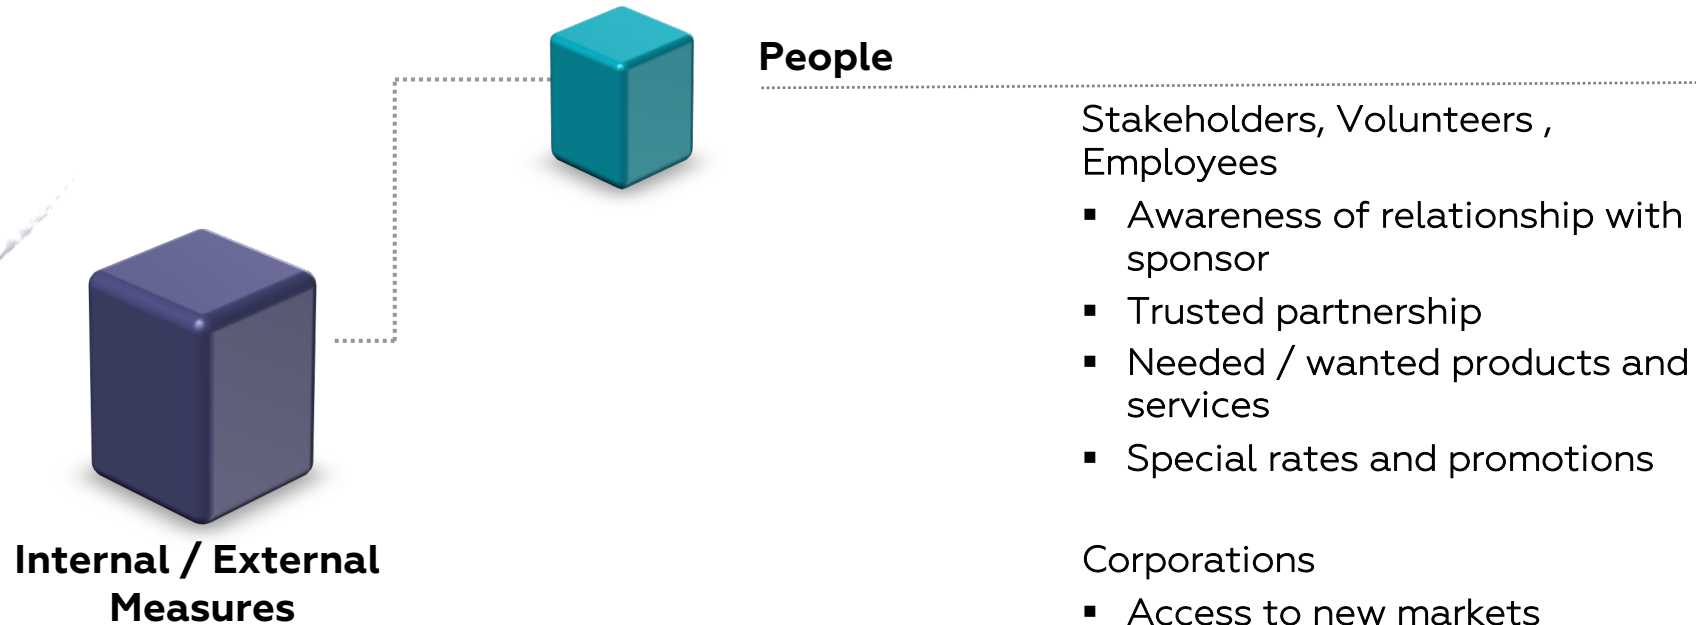 People
Stakeholders, Volunteers ,
Employees
▪ Awareness of relationship with
sponsor
▪ Trusted partnership
▪ Needed / wanted products and
services
▪ Special rates and promotions
Corporations
▪ Access to new markets
Internal / External
Measures